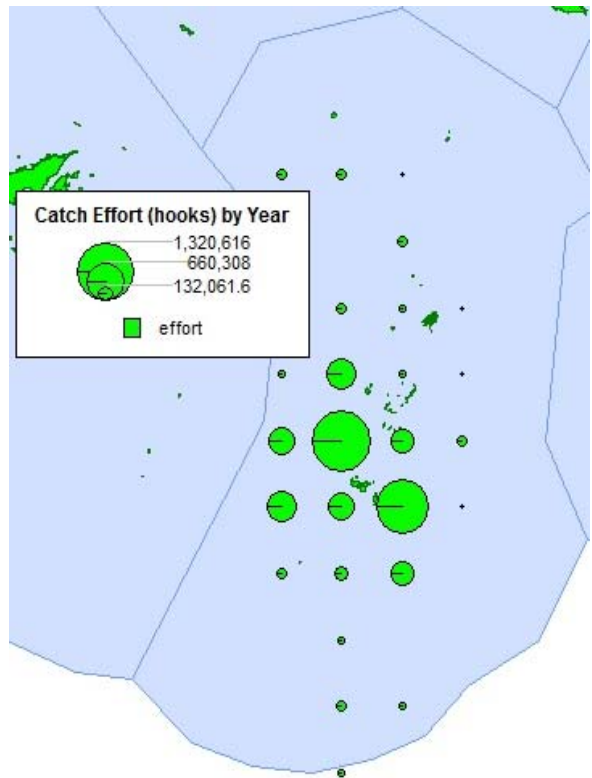 Catch Effort (hooks) by Year
1,320,616
660,308
132,061.6
effort